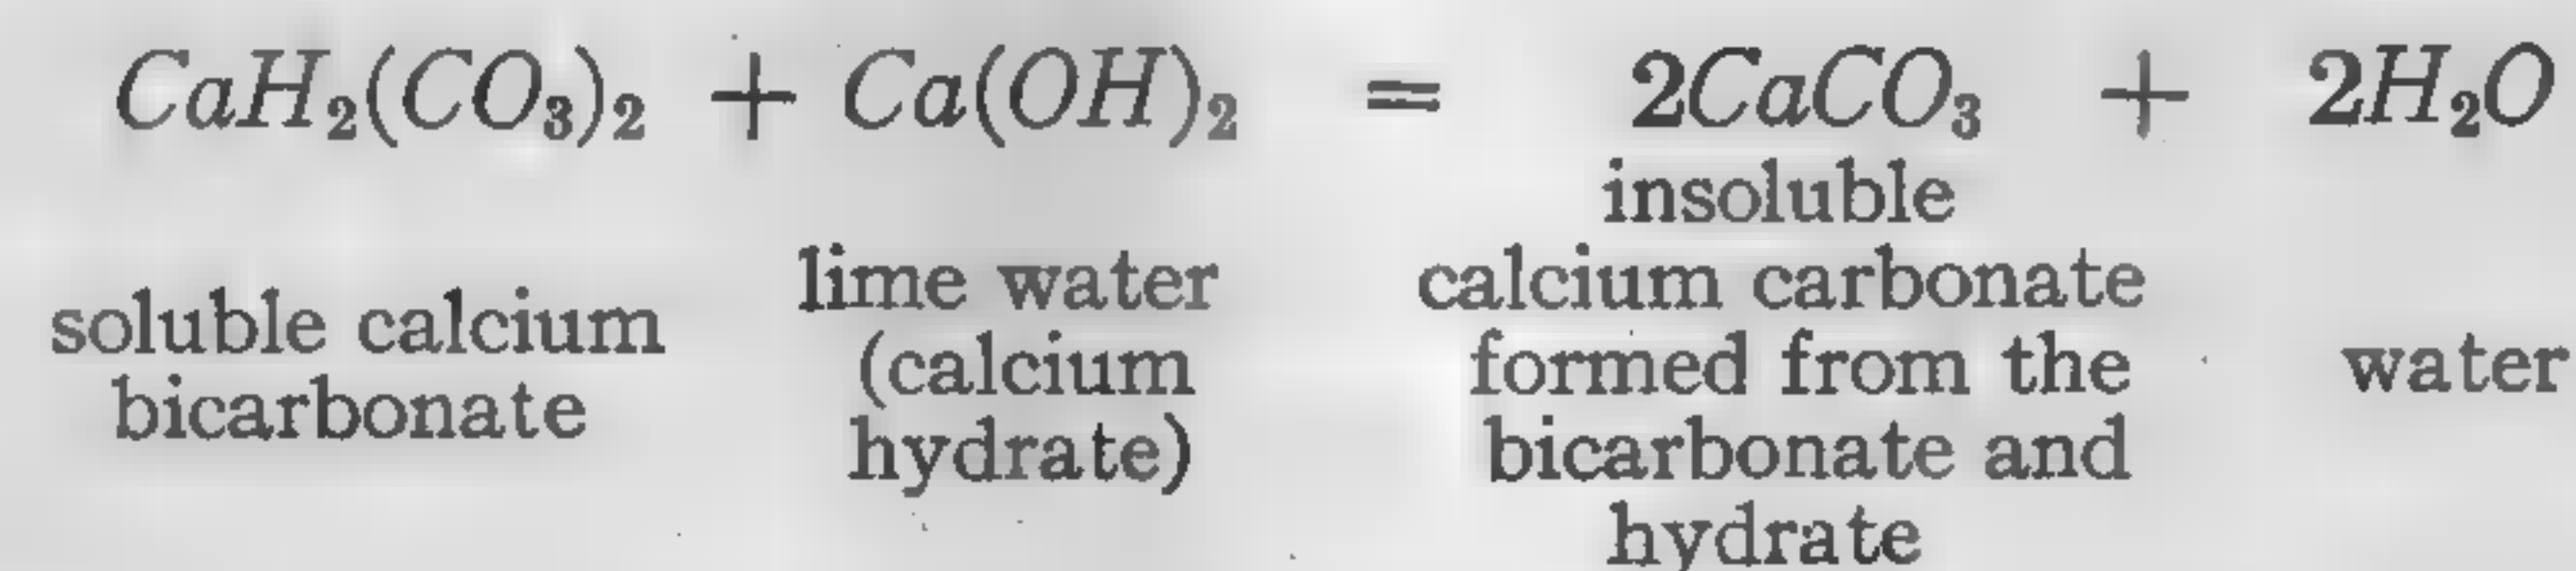 CaH₂(CO₃)₂ + Ca(OH)₂ = 2CaCO₃ + 2H₂O
soluble calcium
bicarbonate
lime water
(calcium
hydrate)
insoluble
calcium carbonate
formed from the
bicarbonate and
hydrate
water